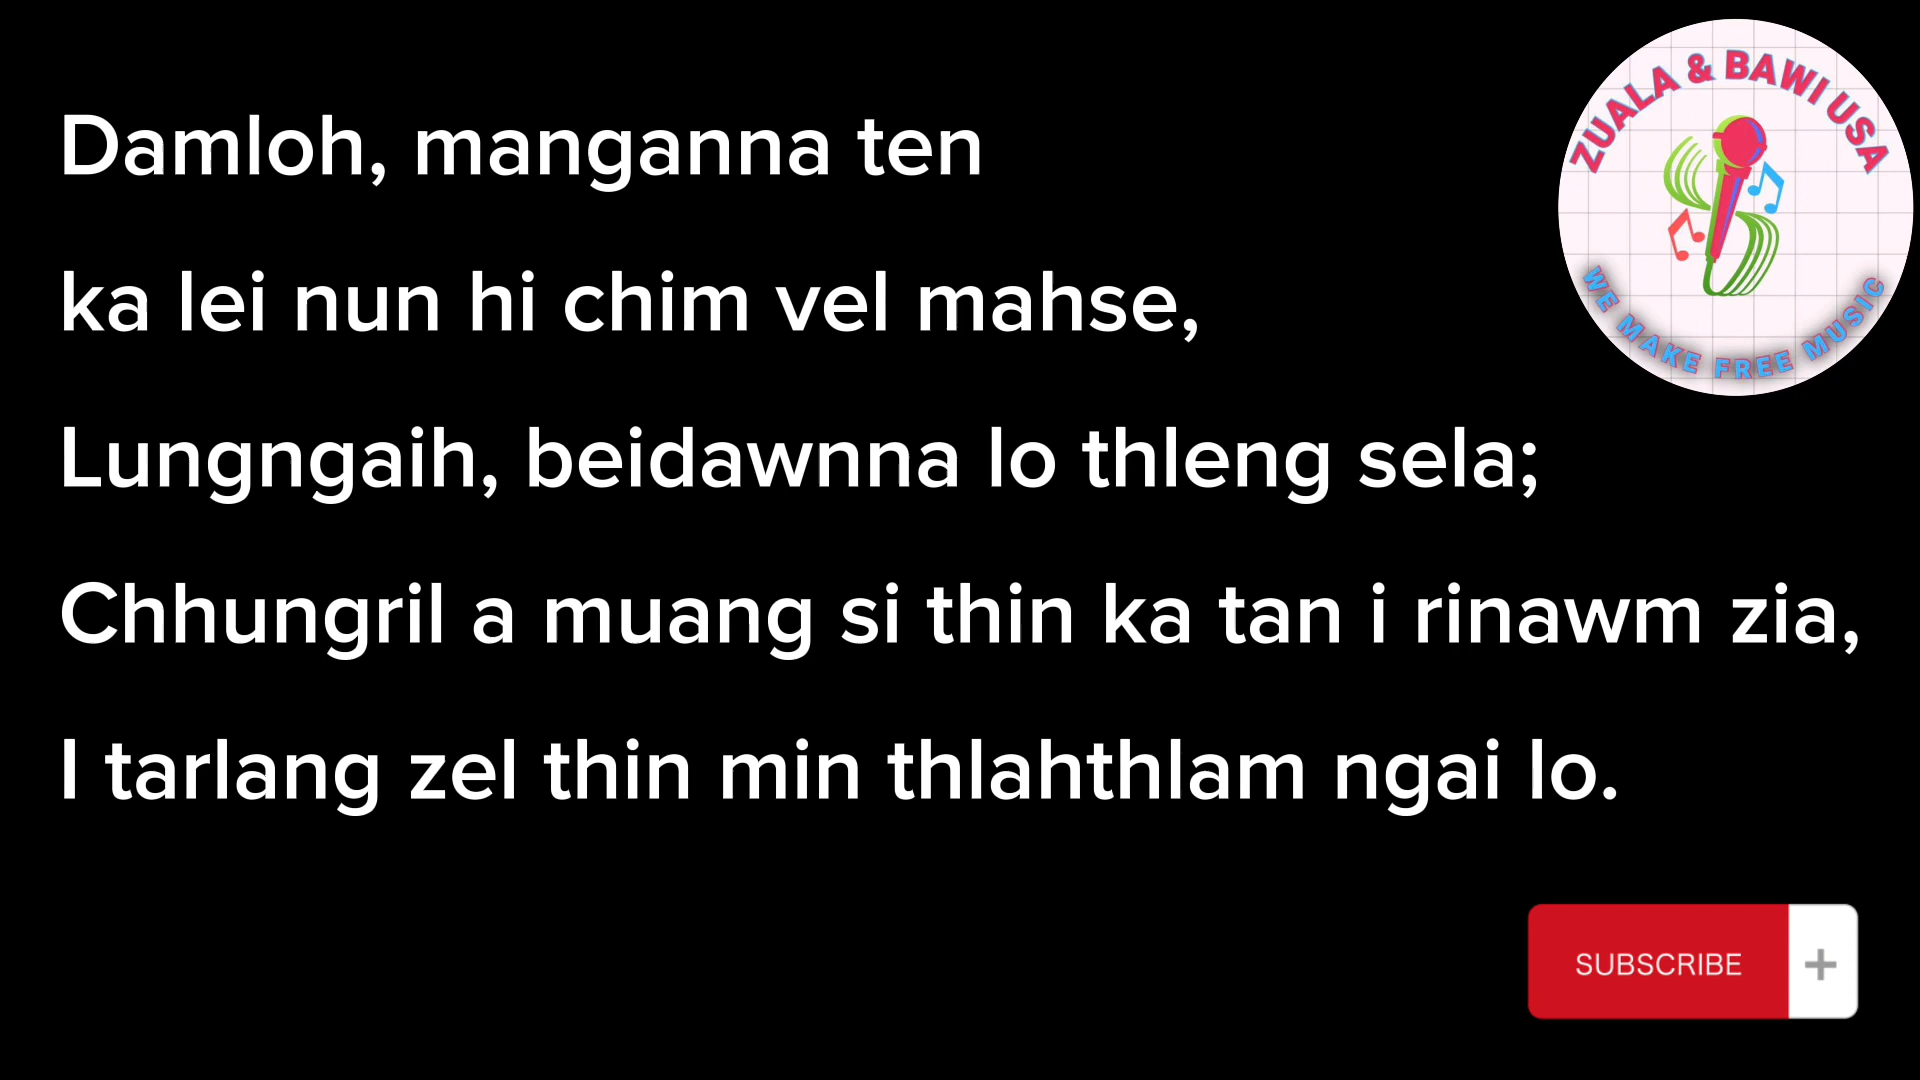 Damloh, manganna ten
ka lei nun hi chim vel mahse,
Lungngaih, beidawnna lo thleng sela;
Chhungril a muang si thin ka tan i rinawm zia,
I tarlang zel thin min thlahthlam ngai lo.
ZUALA & BAWI USA
WE MAKE FREE MUSIC
SUBSCRIBE +